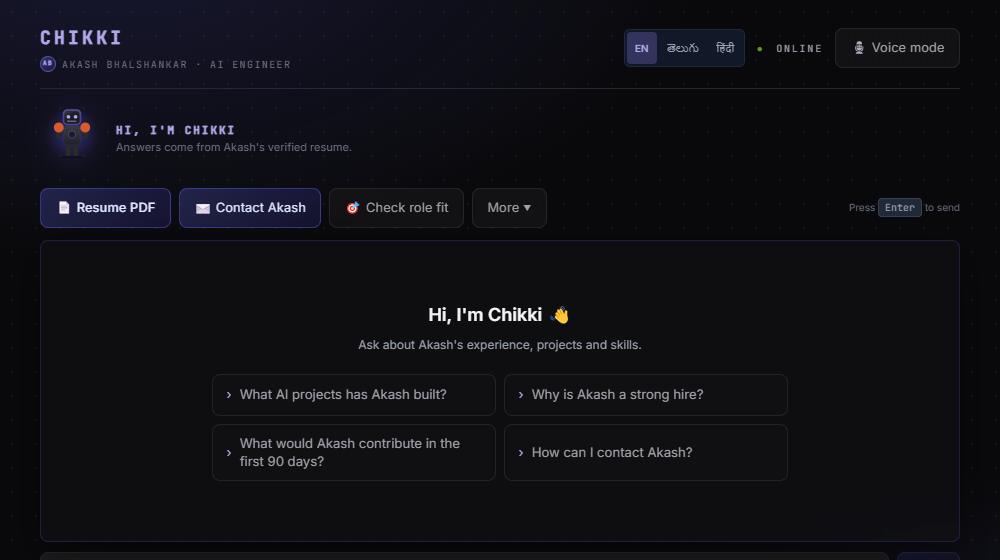 CHIKKI
AB AKASH BHALSHANKAR · AI ENGINEER
EN తెలుగు हिंदी
ONLINE
Voice mode
HI, I'M CHIKKI
Answers come from Akash's verified resume.
Resume PDF
Contact Akash
Check role fit
More ▾
Press Enter to send
Hi, I'm Chikki 👋
Ask about Akash's experience, projects and skills.
› What AI projects has Akash built?
› Why is Akash a strong hire?
› What would Akash contribute in the
first 90 days?
› How can I contact Akash?